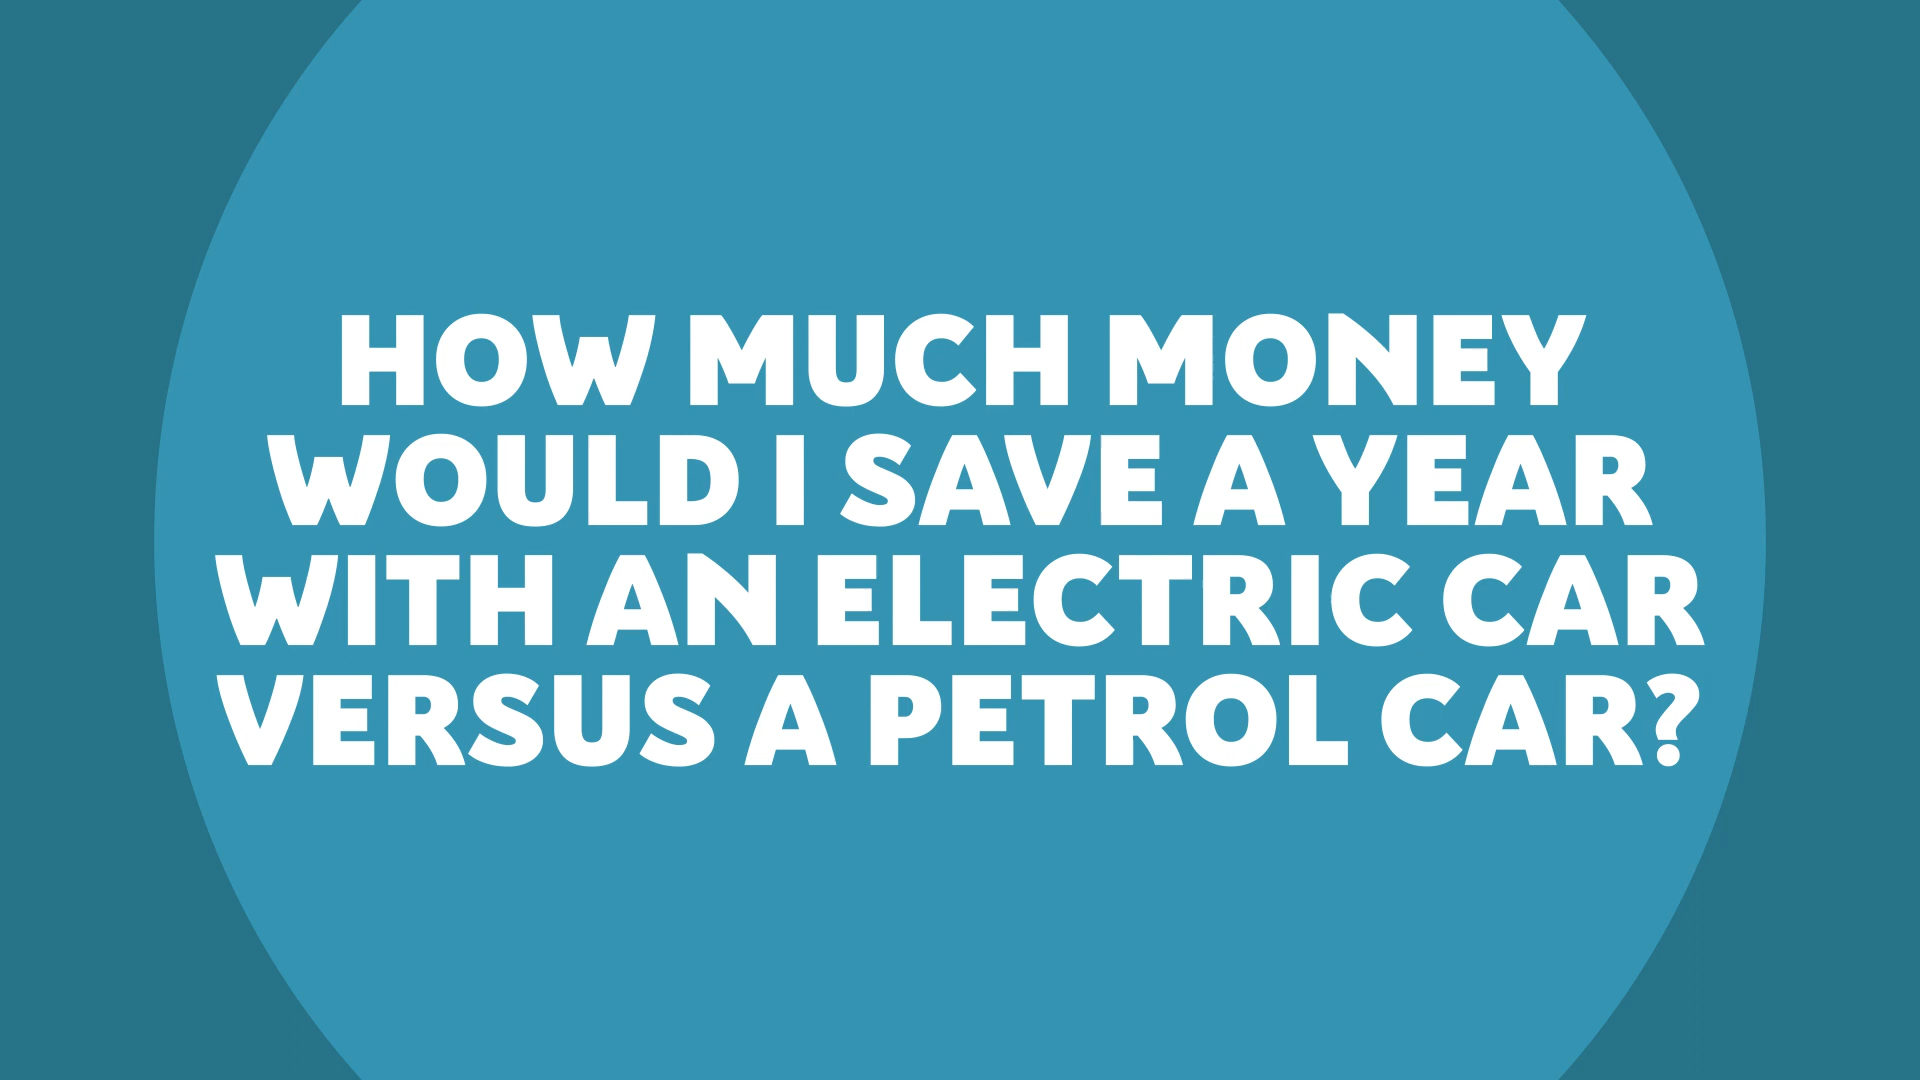 HOW MUCH MONEY
WOULD I SAVE A YEAR
WITH AN ELECTRIC CAR
VERSUS A PETROL CAR?